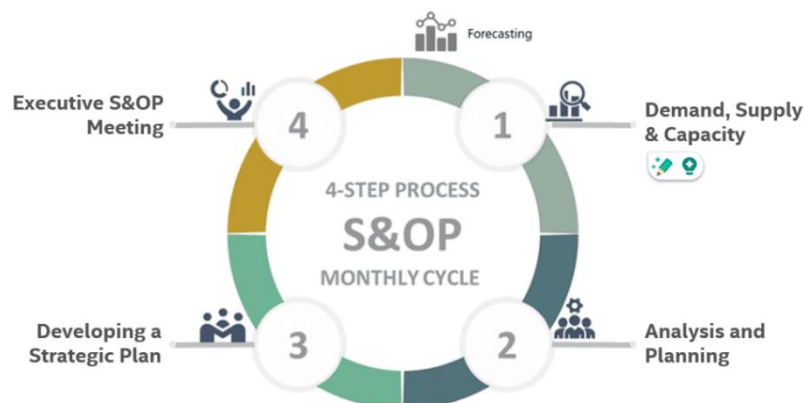 Forecasting
Executive S&OP
Meeting
4
1
Demand, Supply
& Capacity
4-STEP PROCESS
S&OP
MONTHLY CYCLE
Developing a
Strategic Plan
3
2
Analysis and
Planning